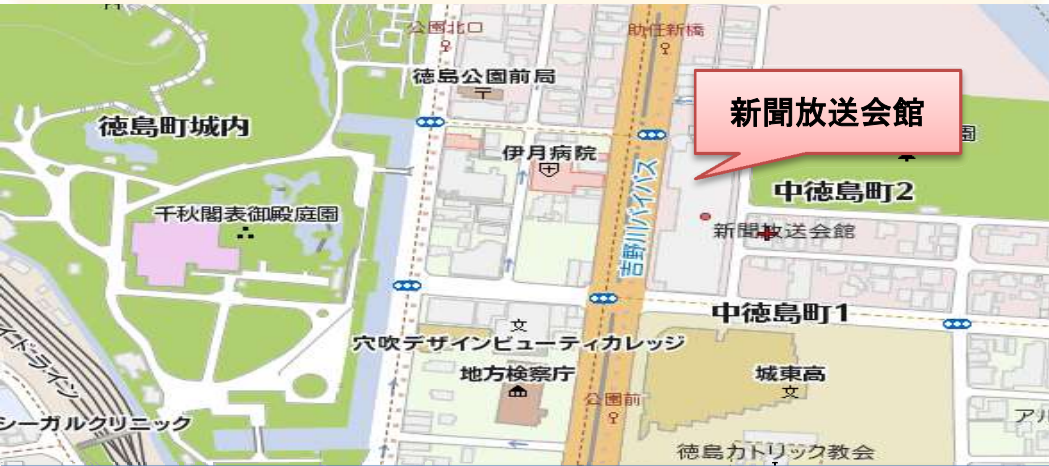 公園北口
助任新橋
徳島公園前局
新聞放送会館
徳島町城内
園
伊月病院
中徳島町2
千秋閣表御殿庭園
吉野川バイパス
新聞放送会館
中徳島町1
文
穴吹デザインビューティカレッジ
地方検察庁
城東高
文
公園前
シーガルクリニック
アル
徳島カトリック教会